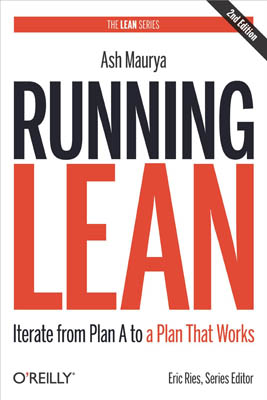 THE LEAN SERIES
2nd Edition
Ash Maurya
RUNNING
LEAN
Iterate from Plan A to a Plan That Works
O'REILLY®
Eric Ries, Series Editor